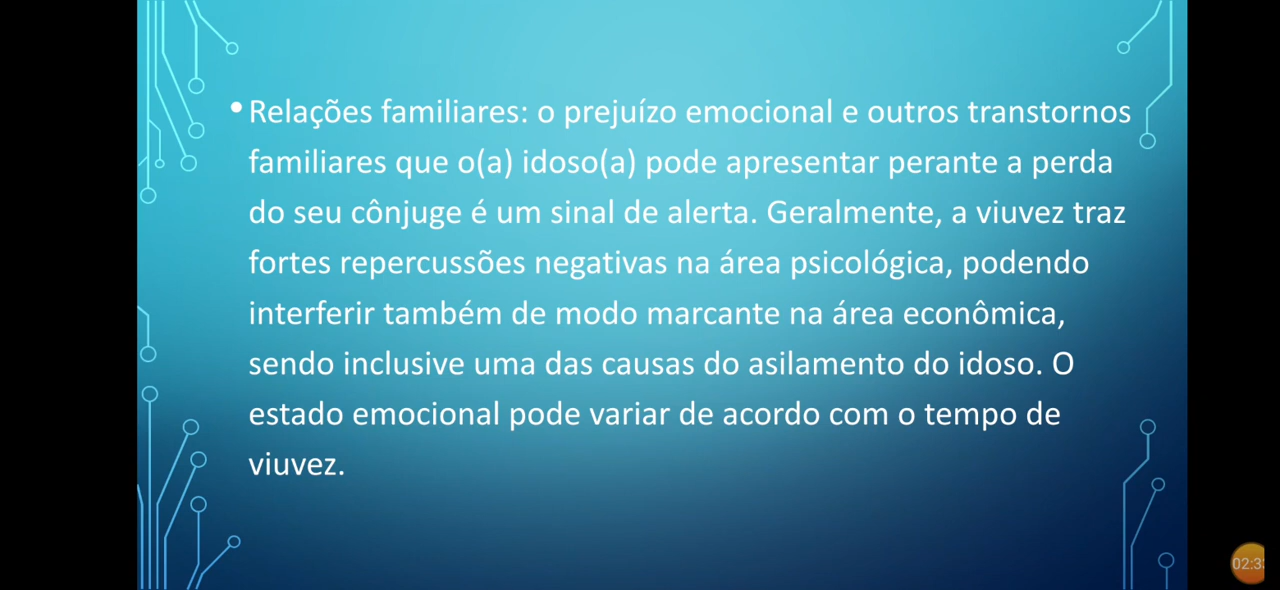 • Relações familiares: o prejuízo emocional e outros transtornos
familiares que o(a) idoso(a) pode apresentar perante a perda
do seu cônjuge é um sinal de alerta. Geralmente, a viuvez traz
fortes repercussões negativas na área psicológica, podendo
interferir também de modo marcante na área econômica,
sendo inclusive uma das causas do asilamento do idoso. O
estado emocional pode variar de acordo com o tempo de
viuvez.